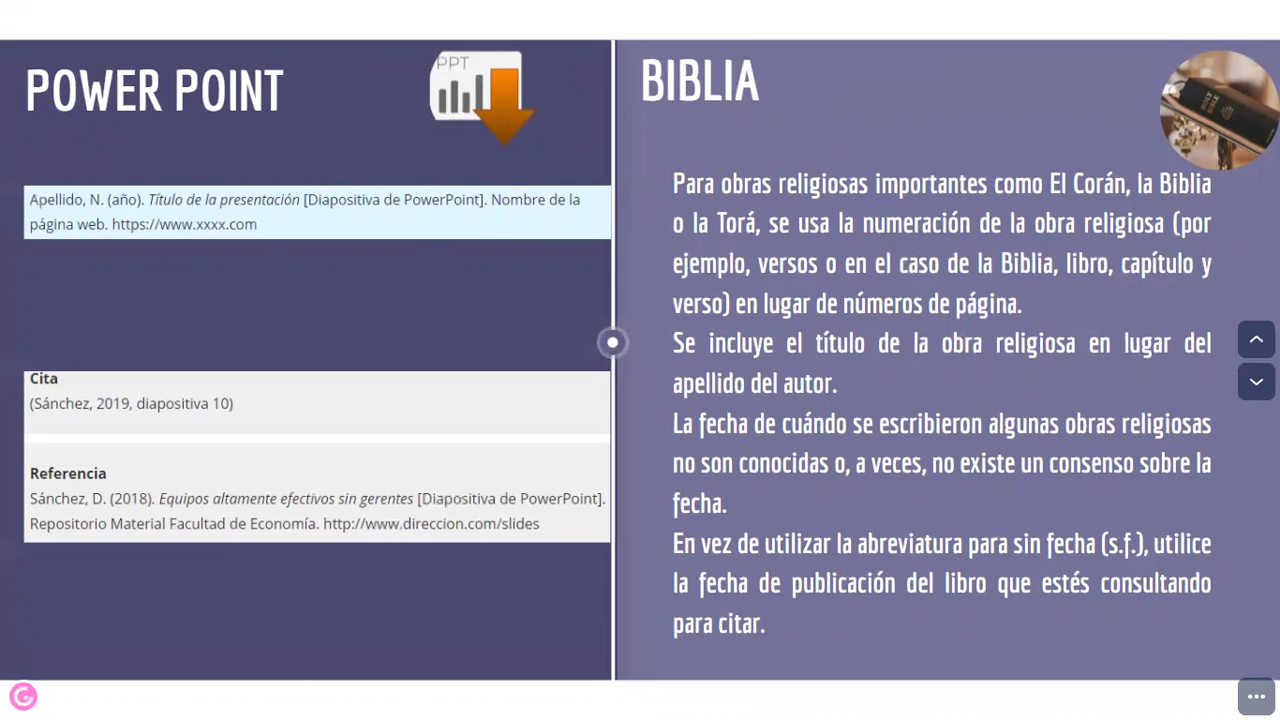 POWER POINT
PPT
Apellido, N. (año). Título de la presentación [Diapositiva de PowerPoint]. Nombre de la
página web. https://www.xxxx.com
Cita
(Sánchez, 2019, diapositiva 10)
Referencia
Sánchez, D. (2018). Equipos altamente efectivos sin gerentes [Diapositiva de PowerPoint].
Repositorio Material Facultad de Economía. http://www.direccion.com/slides
BIBLIA
HOLY BIBLE
Para obras religiosas importantes como El Corán, la Biblia
o la Torá, se usa la numeración de la obra religiosa (por
ejemplo, versos o en el caso de la Biblia, libro, capítulo y
verso) en lugar de números de página.
Se incluye el título de la obra religiosa en lugar del
apellido del autor.
La fecha de cuándo se escribieron algunas obras religiosas
no son conocidas o, a veces, no existe un consenso sobre la
fecha.
En vez de utilizar la abreviatura para sin fecha (s.f.), utilice
la fecha de publicación del libro que estés consultando
para citar.